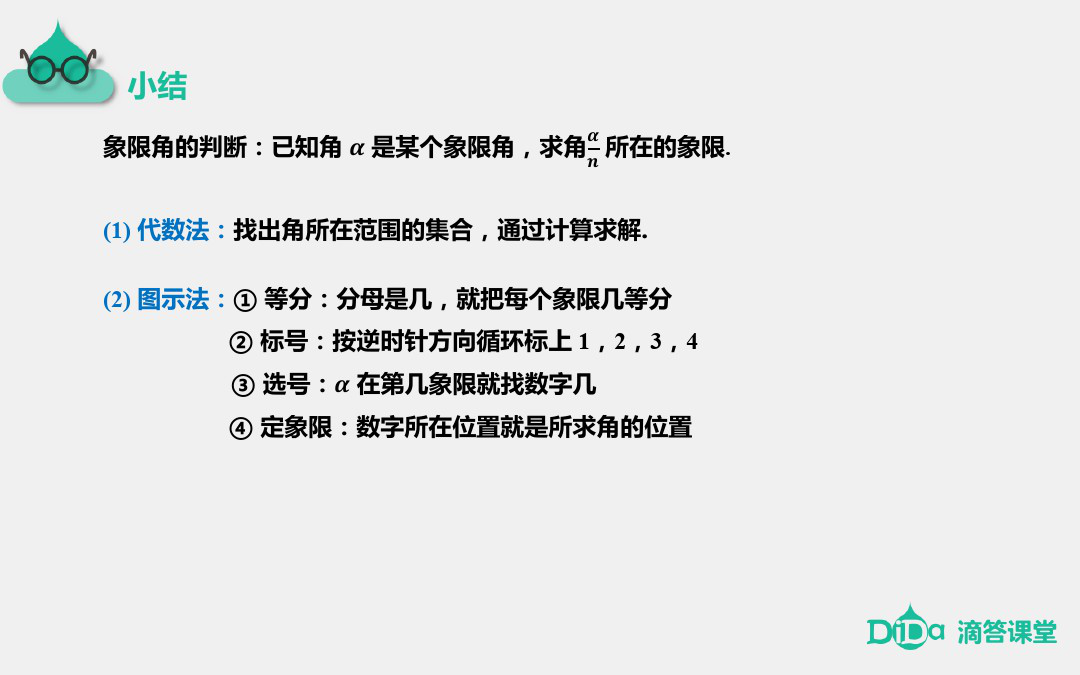 小结
象限角的判断：已知角 α 是某个象限角，求角 α/n 所在的象限.
(1) 代数法：找出角所在范围的集合，通过计算求解.
(2) 图示法：① 等分：分母是几，就把每个象限几等分
② 标号：按逆时针方向循环标上 1，2，3，4
③ 选号：α 在第几象限就找数字几
④ 定象限：数字所在位置就是所求角的位置
DiDa 滴答课堂